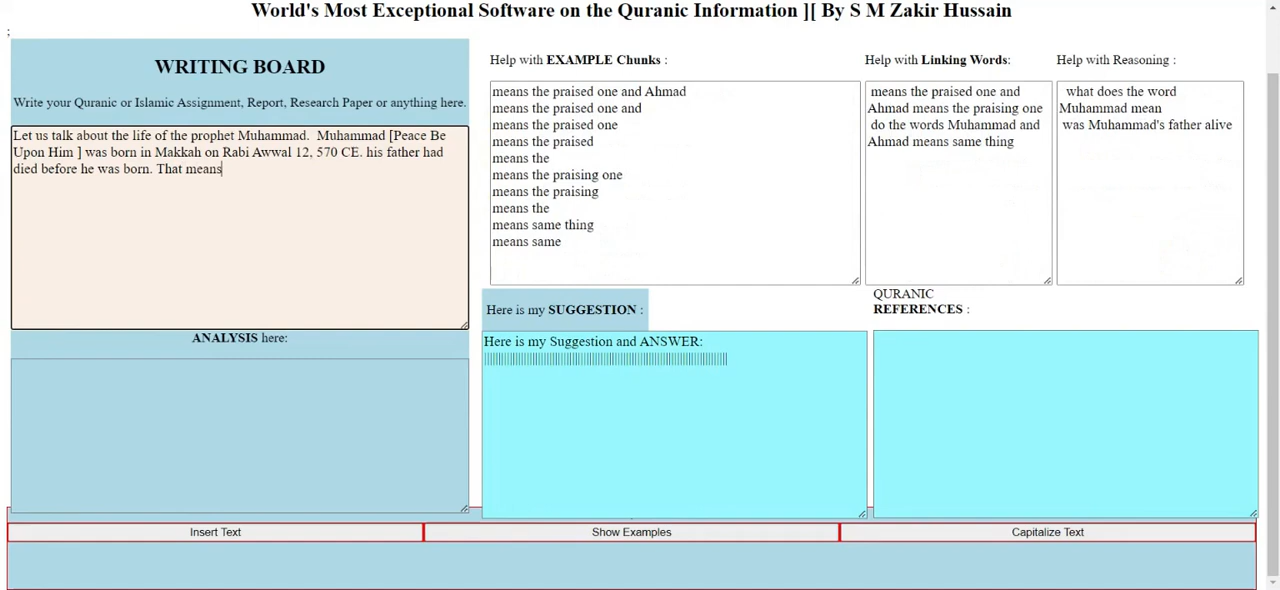 World's Most Exceptional Software on the Quranic Information ][ By S M Zakir Hussain
;
WRITING BOARD
Write your Quranic or Islamic Assignment, Report, Research Paper or anything here.
Let us talk about the life of the prophet Muhammad.  Muhammad [Peace Be
Upon Him ] was born in Makkah on Rabi Awwal 12, 570 CE. his father had
died before he was born. That means
ANALYSIS here:
Help with EXAMPLE Chunks :
means the praised one and Ahmad
means the praised one and
means the praised one
means the praised
means the
means the praising one
means the praising
means the
means same thing
means same
Help with Linking Words:
means the praised one and
Ahmad means the praising one
do the words Muhammad and
Ahmad means same thing
Help with Reasoning :
what does the word
Muhammad mean
was Muhammad's father alive
Here is my SUGGESTION :
Here is my Suggestion and ANSWER:
QURANIC
REFERENCES :
Insert Text
Show Examples
Capitalize Text